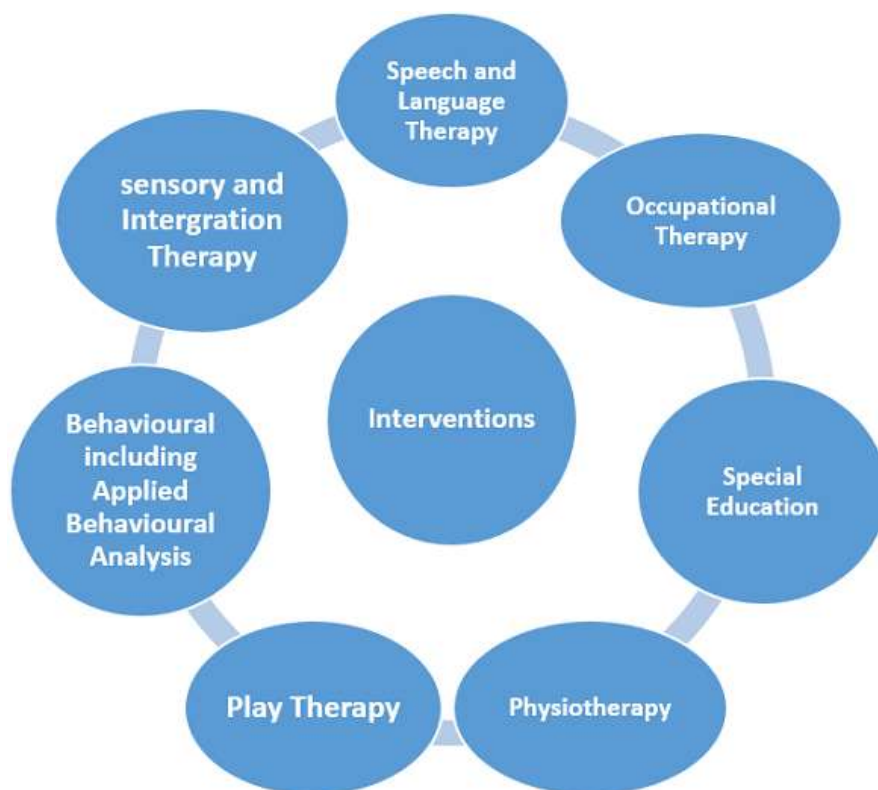 Speech and
Language
Therapy
Occupational
Therapy
Special
Education
Physiotherapy
Play Therapy
Behavioural
including
Applied
Behavioural
Analysis
sensory and
Intergration
Therapy
Interventions